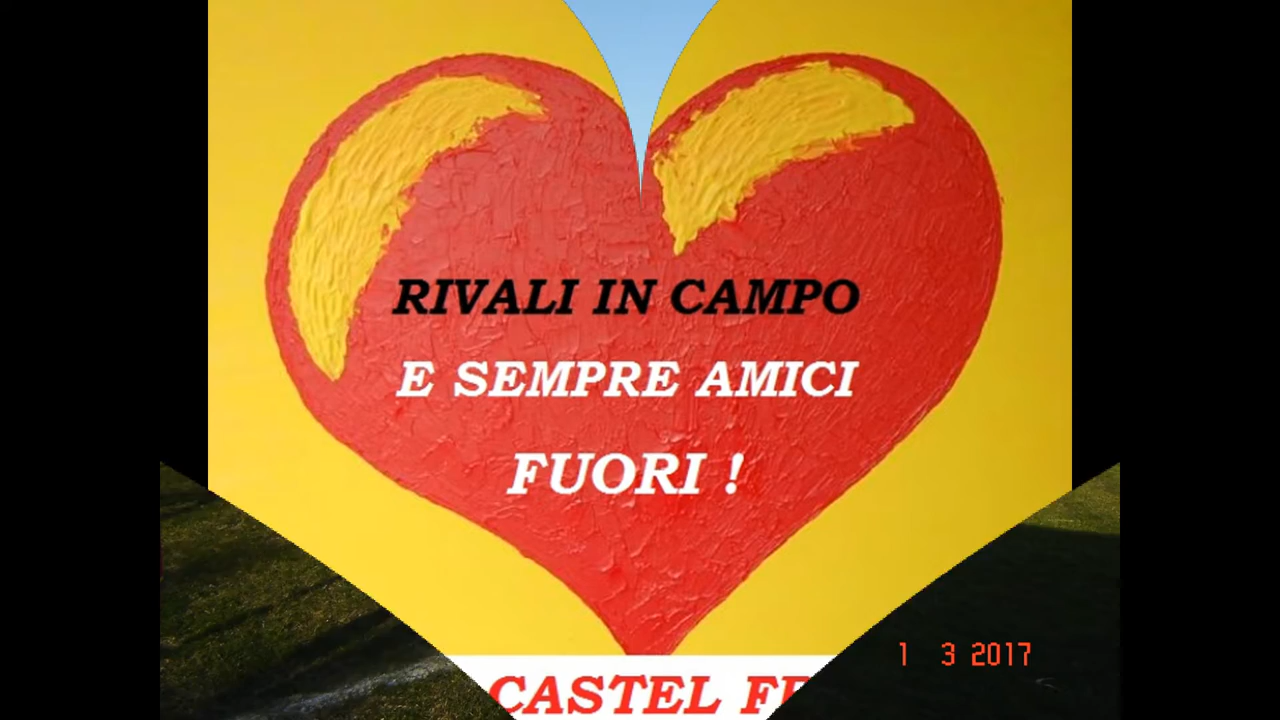 RIVALI IN CAMPO
E SEMPRE AMICI
FUORI !
1 3 2017
CASTEL